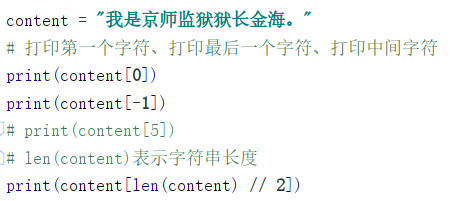 content = "我是京师监狱狱长金海。"
# 打印第一个字符、打印最后一个字符、打印中间字符
print(content[0])
print(content[-1])
# print(content[5])
# len(content)表示字符串长度
print(content[len(content) // 2])